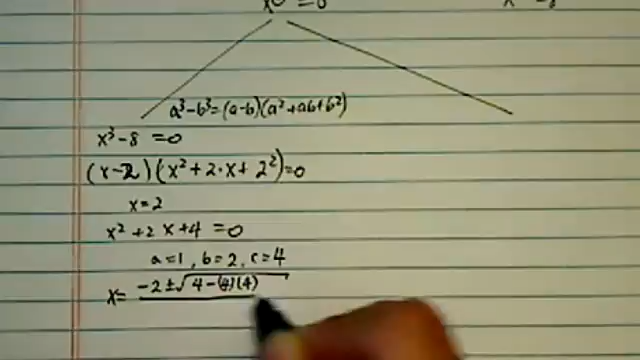 a³-b³=(a-b)(a²+ab+b²)
x³-8=0
(x-2)(x²+2·x+2²)=0
x=2
x²+2x+4=0
a=1, b=2, c=4
x= -2±√4-(4)(4)